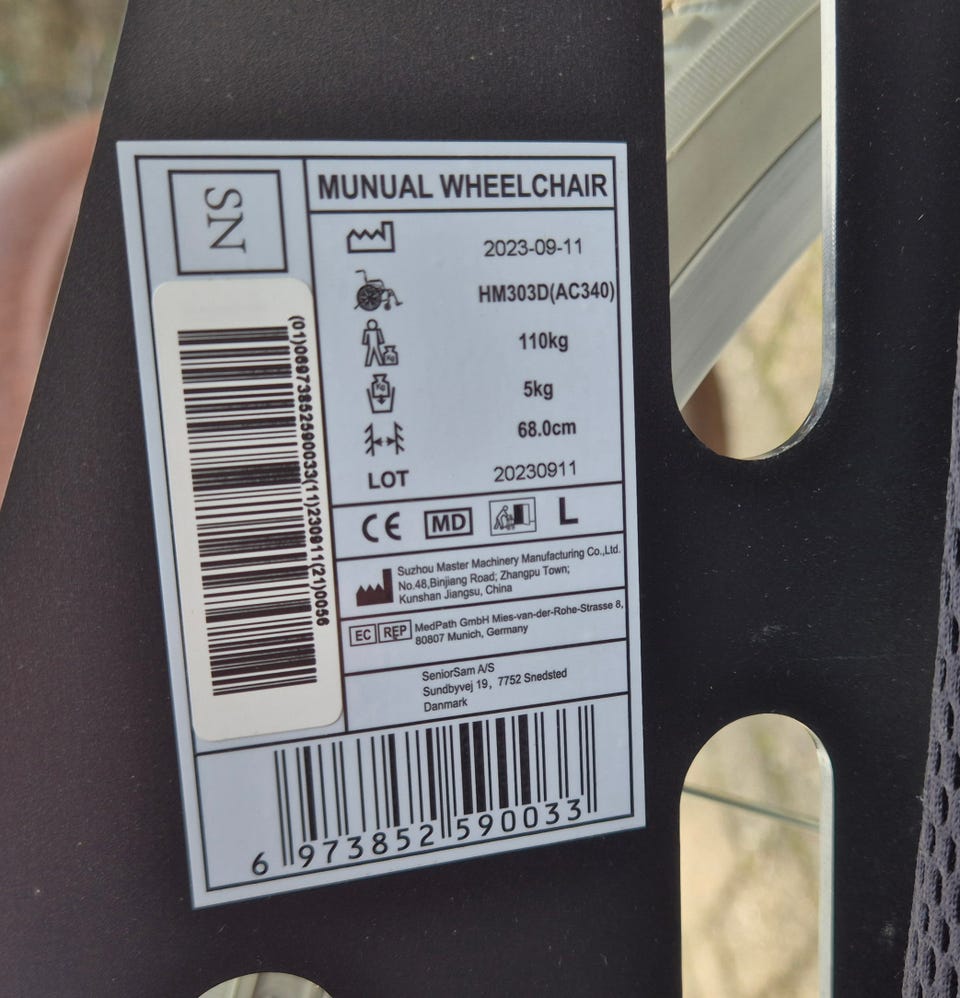 SN
MUNUAL WHEELCHAIR
2023-09-11
HM303D(AC340)
110kg
Kg
5kg
Kg
68.0cm
LOT 20230911
(01)06973852590033(11)230911(21)0056
CE MD L
Suzhou Master Machinery Manufacturing Co.,Ltd.
No.48,Binjiang Road; Zhangpu Town;
Kunshan Jiangsu, China
EC REP MedPath GmbH Mies-van-der-Rohe-Strasse 8,
80807 Munich, Germany
SeniorSam A/S
Sundbyvej 19, 7752 Snedsted
Danmark
6 973852 590033